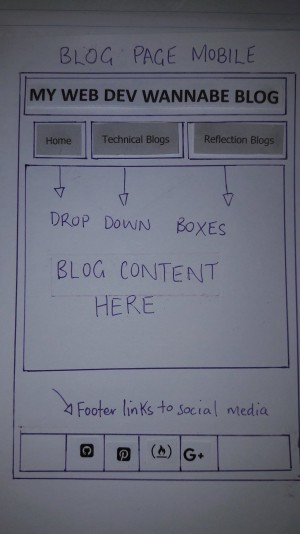 BLOG PAGE MOBILE
MY WEB DEV WANNABE BLOG
Home Technical Blogs Reflection Blogs
DROP DOWN BOXES
BLOG CONTENT
HERE
Footer links to social media
G+